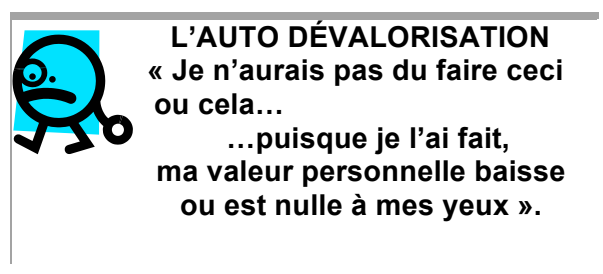 L’AUTO DÉVALORISATION
« Je n’aurais pas du faire ceci
ou cela…
…puisque je l’ai fait,
ma valeur personnelle baisse
ou est nulle à mes yeux ».